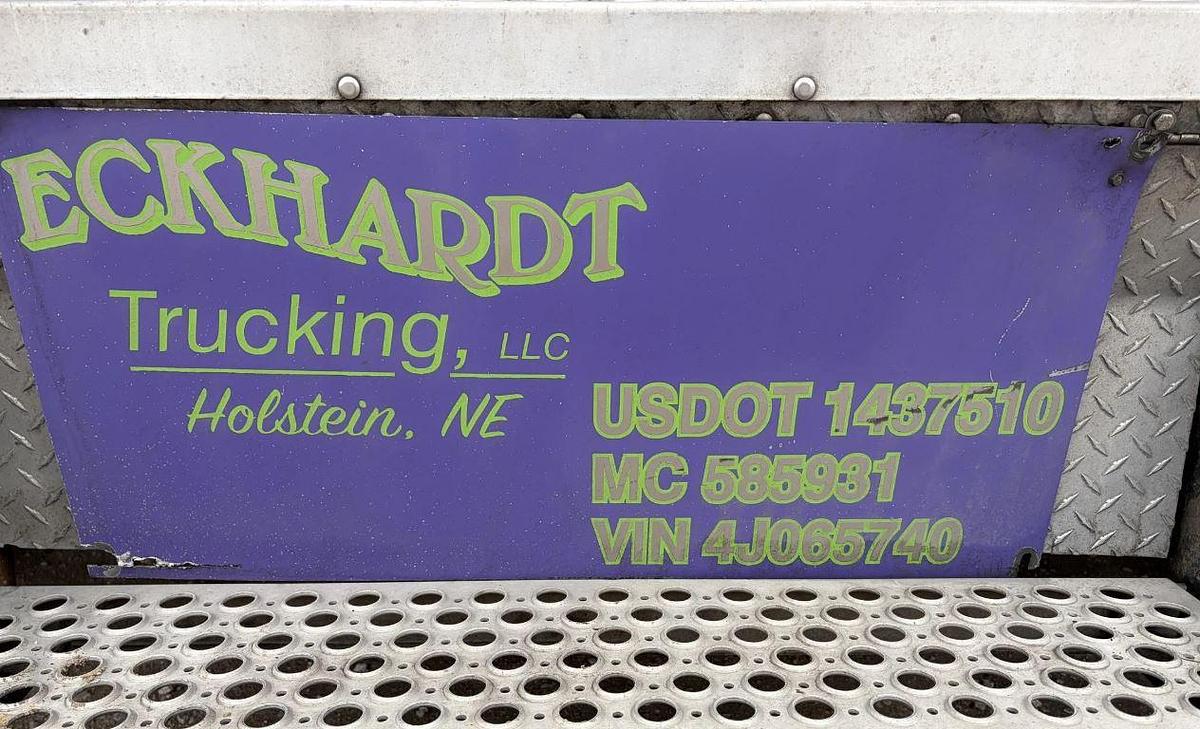 ECKHARDT
Trucking, LLC
Holstein, NE
USDOT 1437510
MC 585931
VIN 4J065740